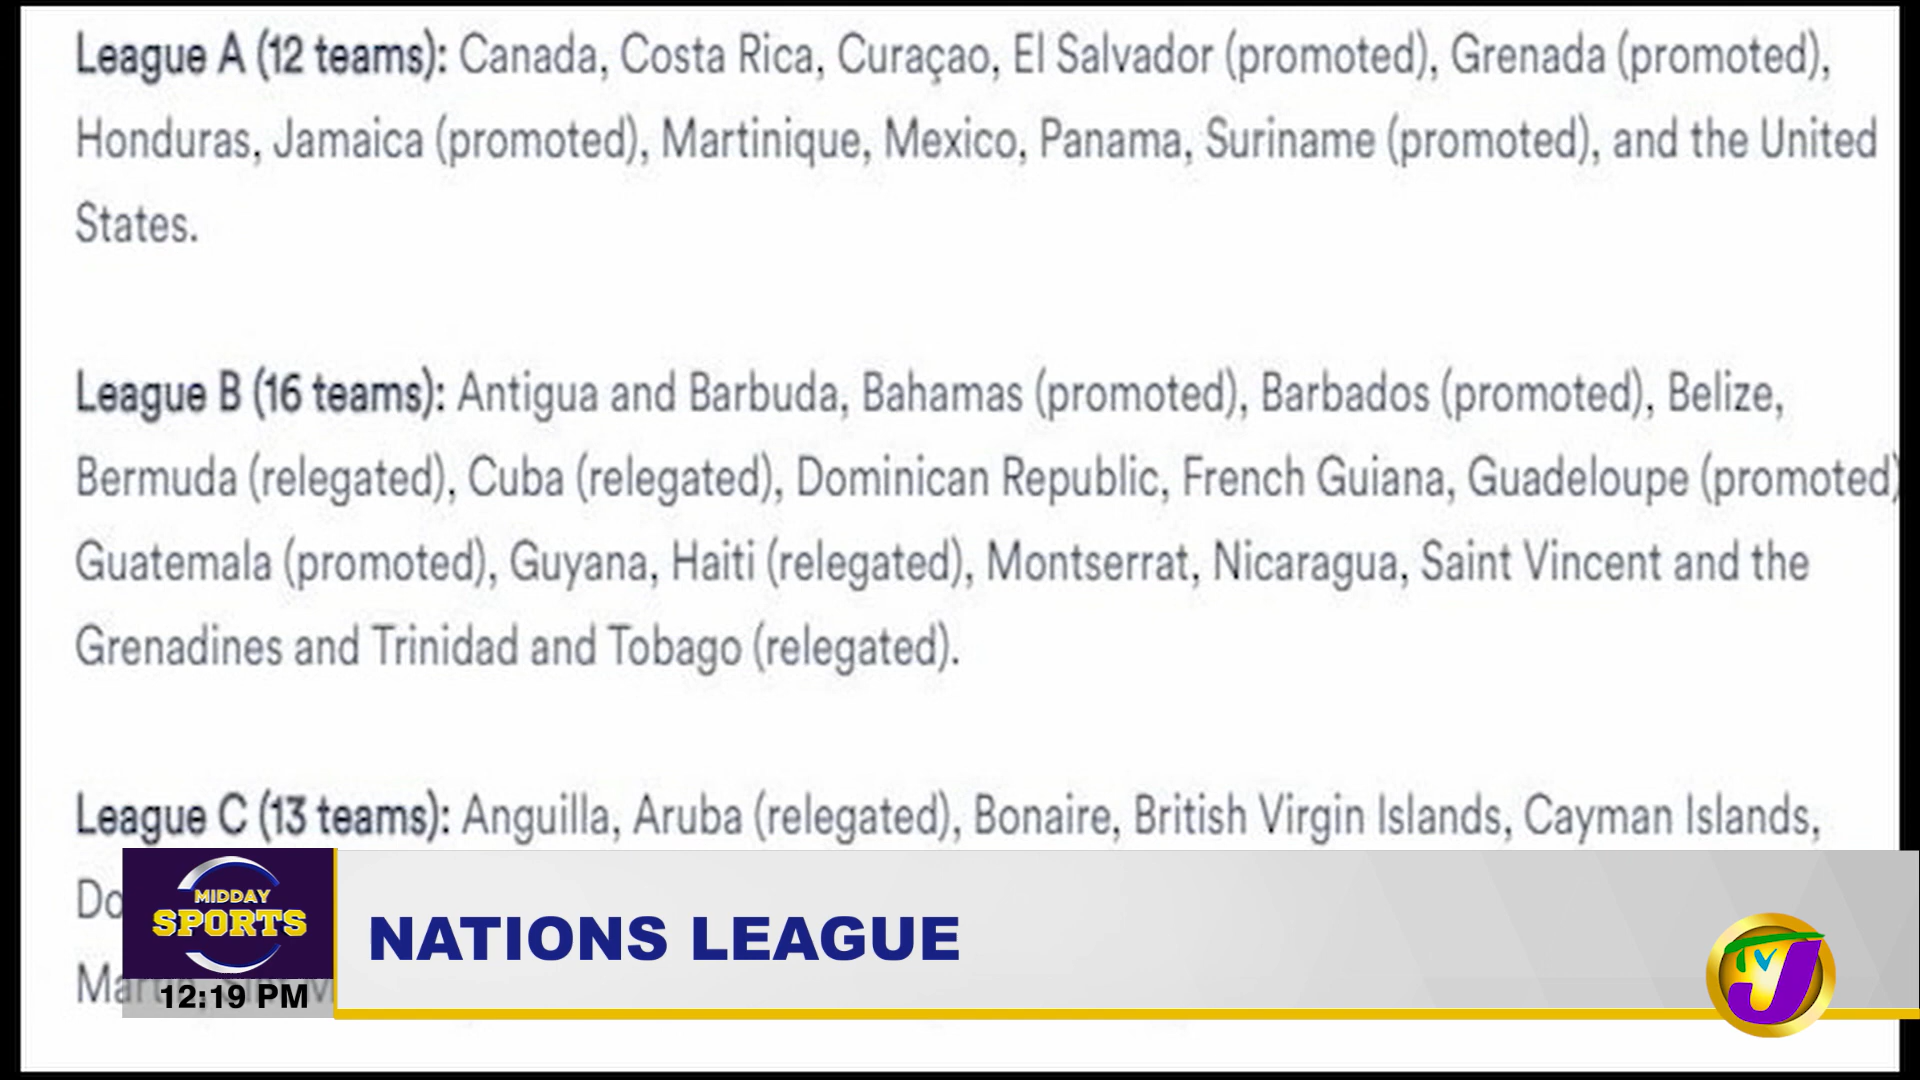 League A (12 teams): Canada, Costa Rica, Curaçao, El Salvador (promoted), Grenada (promoted),
Honduras, Jamaica (promoted), Martinique, Mexico, Panama, Suriname (promoted), and the United
States.
League B (16 teams): Antigua and Barbuda, Bahamas (promoted), Barbados (promoted), Belize,
Bermuda (relegated), Cuba (relegated), Dominican Republic, French Guiana, Guadeloupe (promoted)
Guatemala (promoted), Guyana, Haiti (relegated), Montserrat, Nicaragua, Saint Vincent and the
Grenadines and Trinidad and Tobago (relegated).
League C (13 teams): Anguilla, Aruba (relegated), Bonaire, British Virgin Islands, Cayman Islands,
MIDDAY
SPORTS
12:19 PM
NATIONS LEAGUE
TVJ